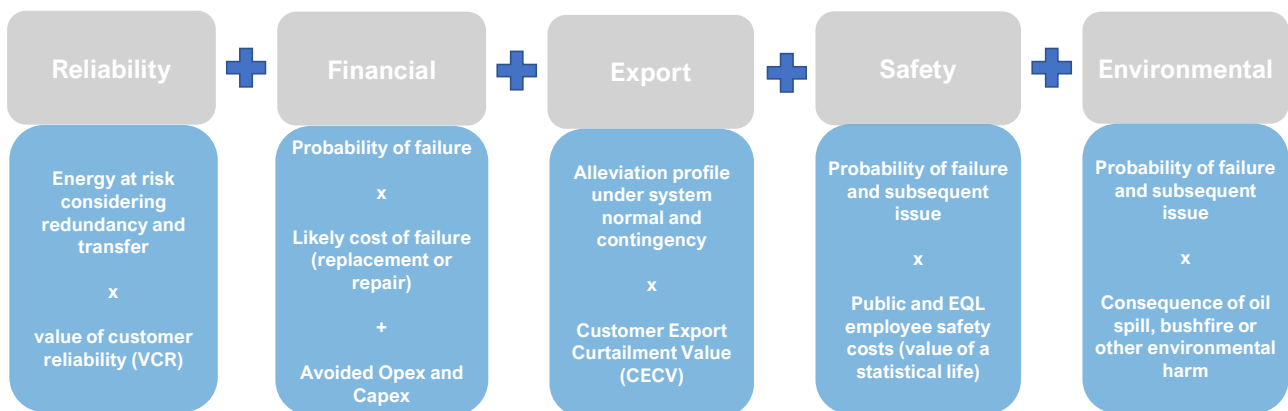 Reliability
Energy at risk
considering
redundancy and
transfer
x
value of customer
reliability (VCR)
Financial
Probability of failure
x
Likely cost of failure
(replacement or
repair)
+
Avoided Opex and
Capex
Export
Alleviation profile
under system
normal and
contingency
x
Customer Export
Curtailment Value
(CECV)
Safety
Probability of failure
and subsequent
issue
x
Public and EQL
employee safety
costs (value of a
statistical life)
Environmental
Probability of failure
and subsequent
issue
x
Consequence of oil
spill, bushfire or
other environmental
harm